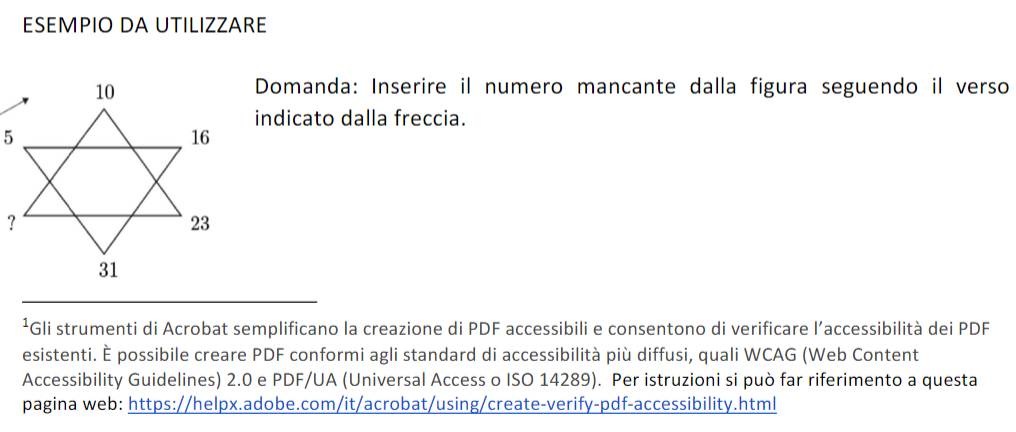 ESEMPIO DA UTILIZZARE
Domanda: Inserire il numero mancante dalla figura seguendo il verso
indicato dalla freccia.
10
5
16
?
23
31
1Gli strumenti di Acrobat semplificano la creazione di PDF accessibili e consentono di verificare l’accessibilità dei PDF
esistenti. È possibile creare PDF conformi agli standard di accessibilità più diffusi, quali WCAG (Web Content
Accessibility Guidelines) 2.0 e PDF/UA (Universal Access o ISO 14289). Per istruzioni si può far riferimento a questa
pagina web: https://helpx.adobe.com/it/acrobat/using/create-verify-pdf-accessibility.html